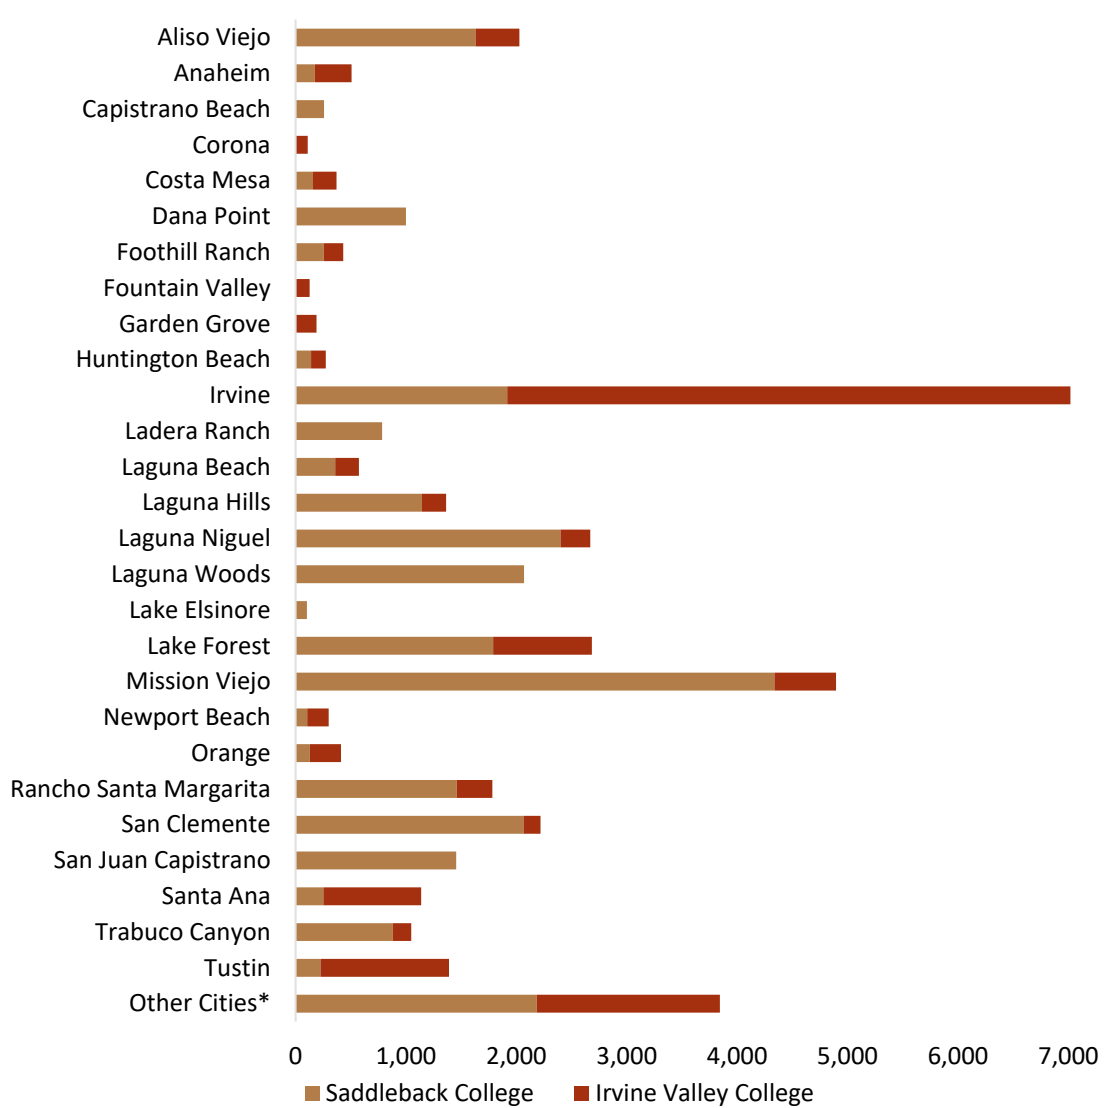 Aliso Viejo
Anaheim
Capistrano Beach
Corona
Costa Mesa
Dana Point
Foothill Ranch
Fountain Valley
Garden Grove
Huntington Beach
Irvine
Ladera Ranch
Laguna Beach
Laguna Hills
Laguna Niguel
Laguna Woods
Lake Elsinore
Lake Forest
Mission Viejo
Newport Beach
Orange
Rancho Santa Margarita
San Clemente
San Juan Capistrano
Santa Ana
Trabuco Canyon
Tustin
Other Cities*
0 1,000 2,000 3,000 4,000 5,000 6,000 7,000
Saddleback College Irvine Valley College